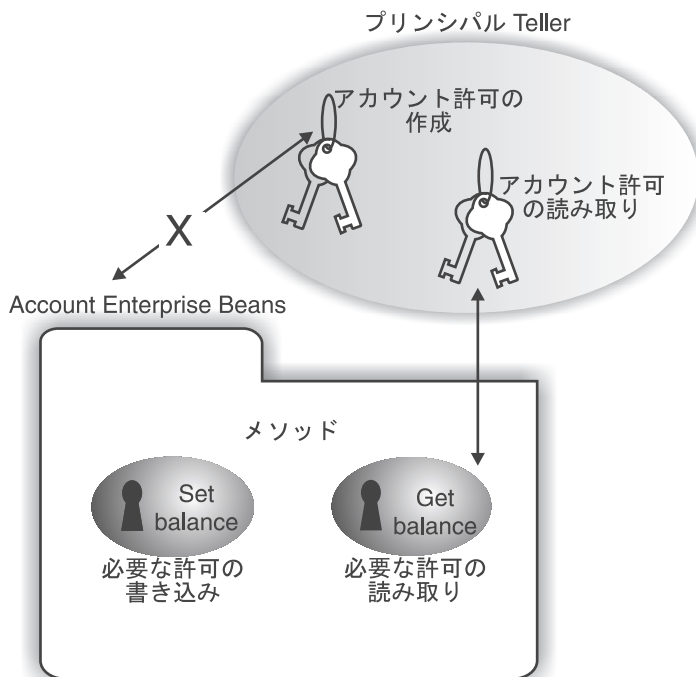 プリンシパル Teller
アカウント許可の
作成
アカウント許可
の読み取り
X
Account Enterprise Beans
メソッド
Set
balance
必要な許可の
書き込み
Get
balance
必要な許可の
読み取り